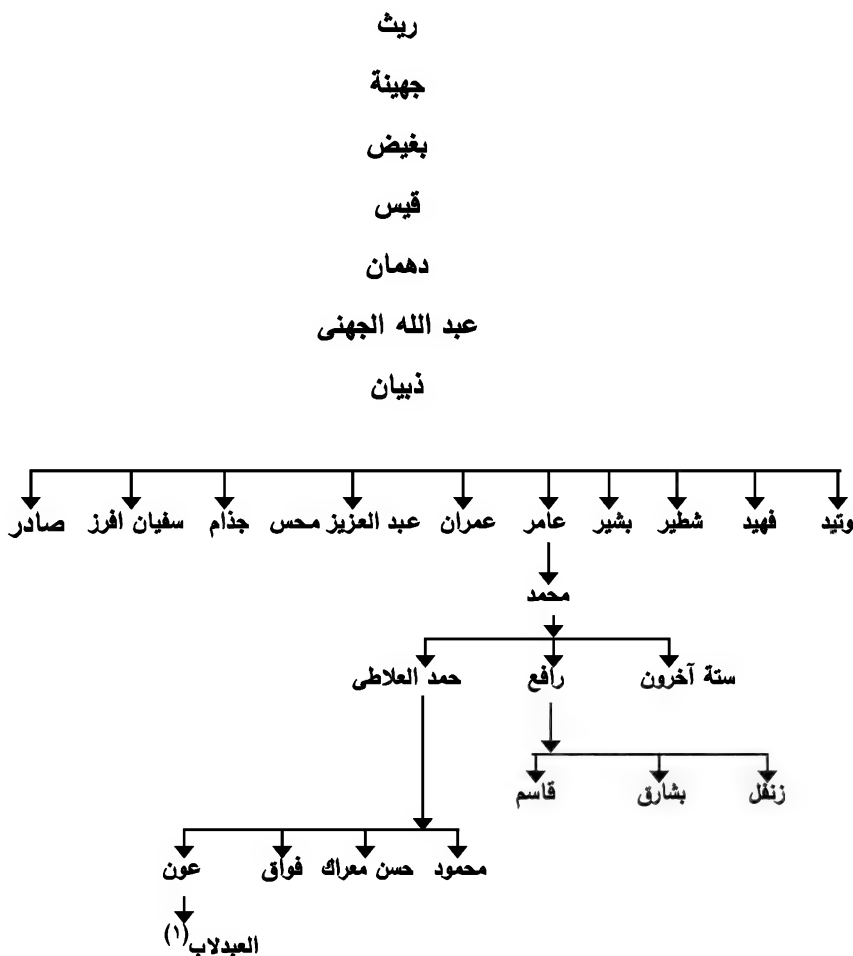 ريث
جهينة
بغيض
قيس
دهمان
عبد الله الجهنى
ذبيان
وتيد فهيد شطير بشير عامر عمران عبد العزيز محس جذام سفيان افرز صادر
محمد
ستة آخرون رافع حمد العلاطى
زنفل بشارق قاسم
محمود حسن معراك فواق عون
العبدلاب(١)